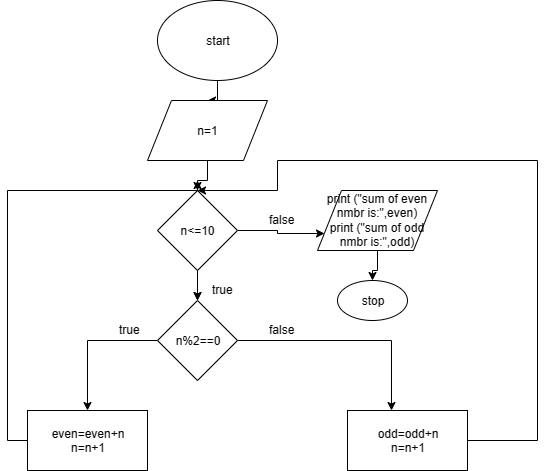 start
n=1
n<=10
false
print ("sum of even
nmbr is:",even)
print ("sum of odd
nmbr is:",odd)
true
stop
n%2==0
true
false
even=even+n
n=n+1
odd=odd+n
n=n+1